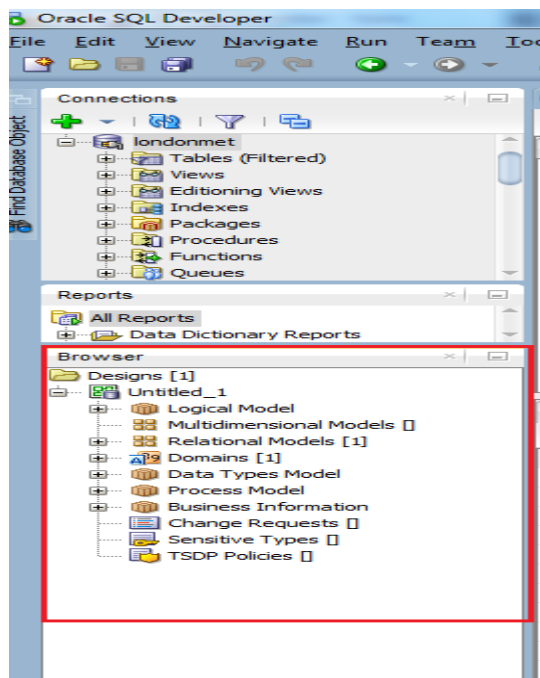 Oracle SQL Deve
File Edit View Navigate Run Team To
Connections
Find Database Object
londonmet
Tables (Filtered)
Views
Editioning Views
Indexes
Packages
Procedures
Functions
Queues
Reports
All Reports
Data Dictionary Reports
Browser
Designs [1]
Untitled_1
Logical Model
Multidimensional Models []
Relational Models [1]
Domains [1]
Data Types Model
Process Model
Business Information
Change Requests []
Sensitive Types []
TSDP Policies []